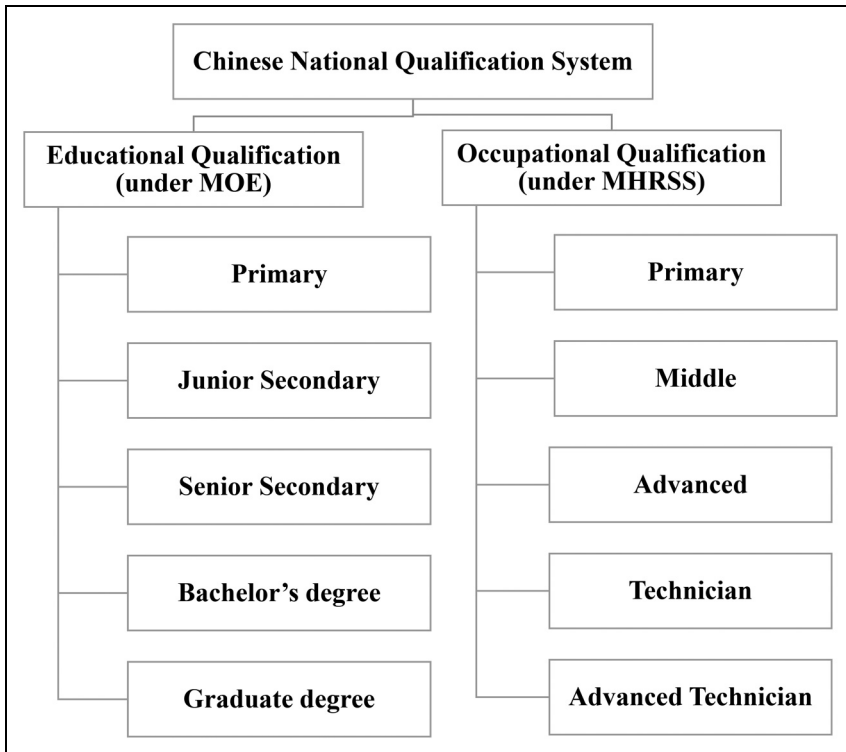 Chinese National Qualification System
Educational Qualification
(under MOE)
Primary
Junior Secondary
Senior Secondary
Bachelor’s degree
Graduate degree
Occupational Qualification
(under MHRSS)
Primary
Middle
Advanced
Technician
Advanced Technician